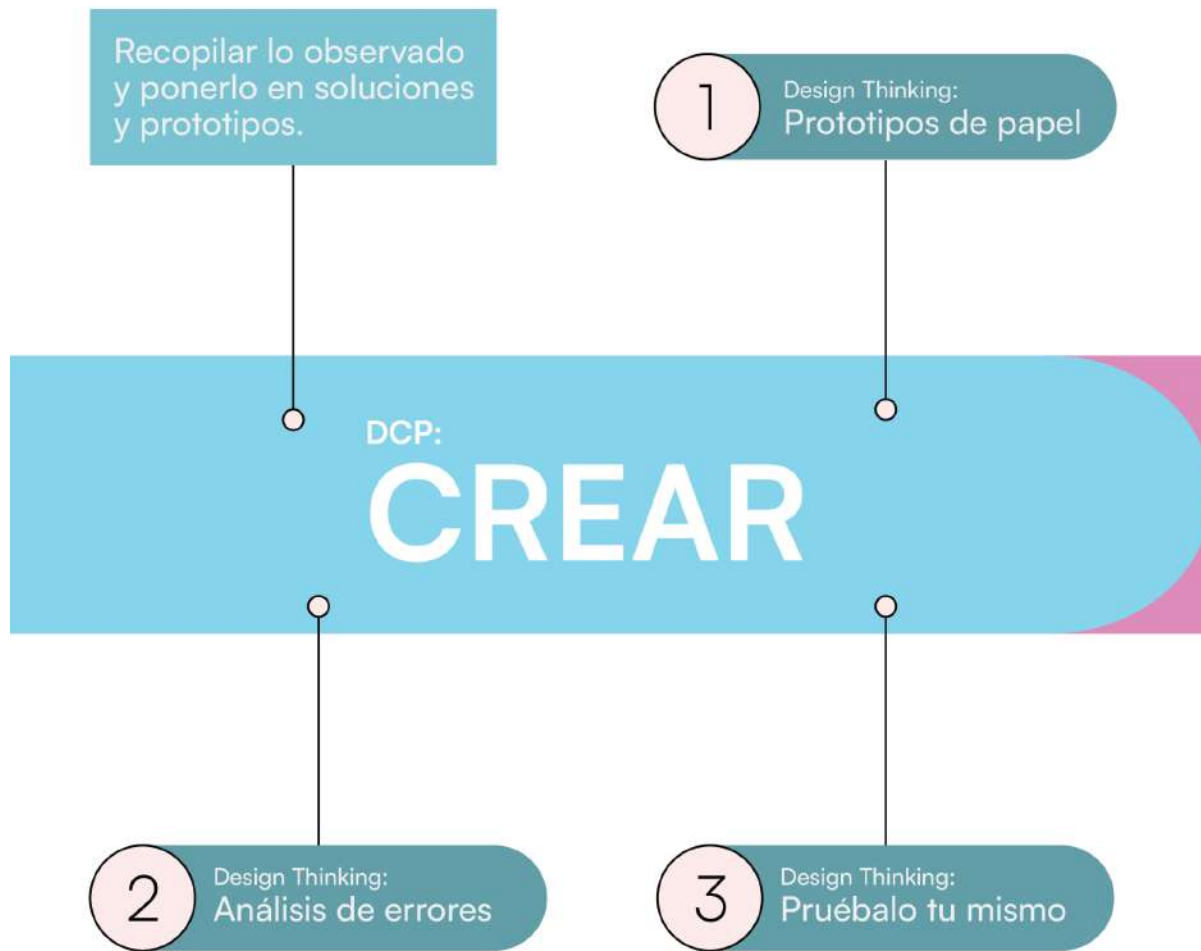 Recopilar lo observado
y ponerlo en soluciones
y prototipos.
1
Design Thinking:
Prototipos de papel
DCP:
CREAR
2
Design Thinking:
Análisis de errores
3
Design Thinking:
Pruébalo tu mismo